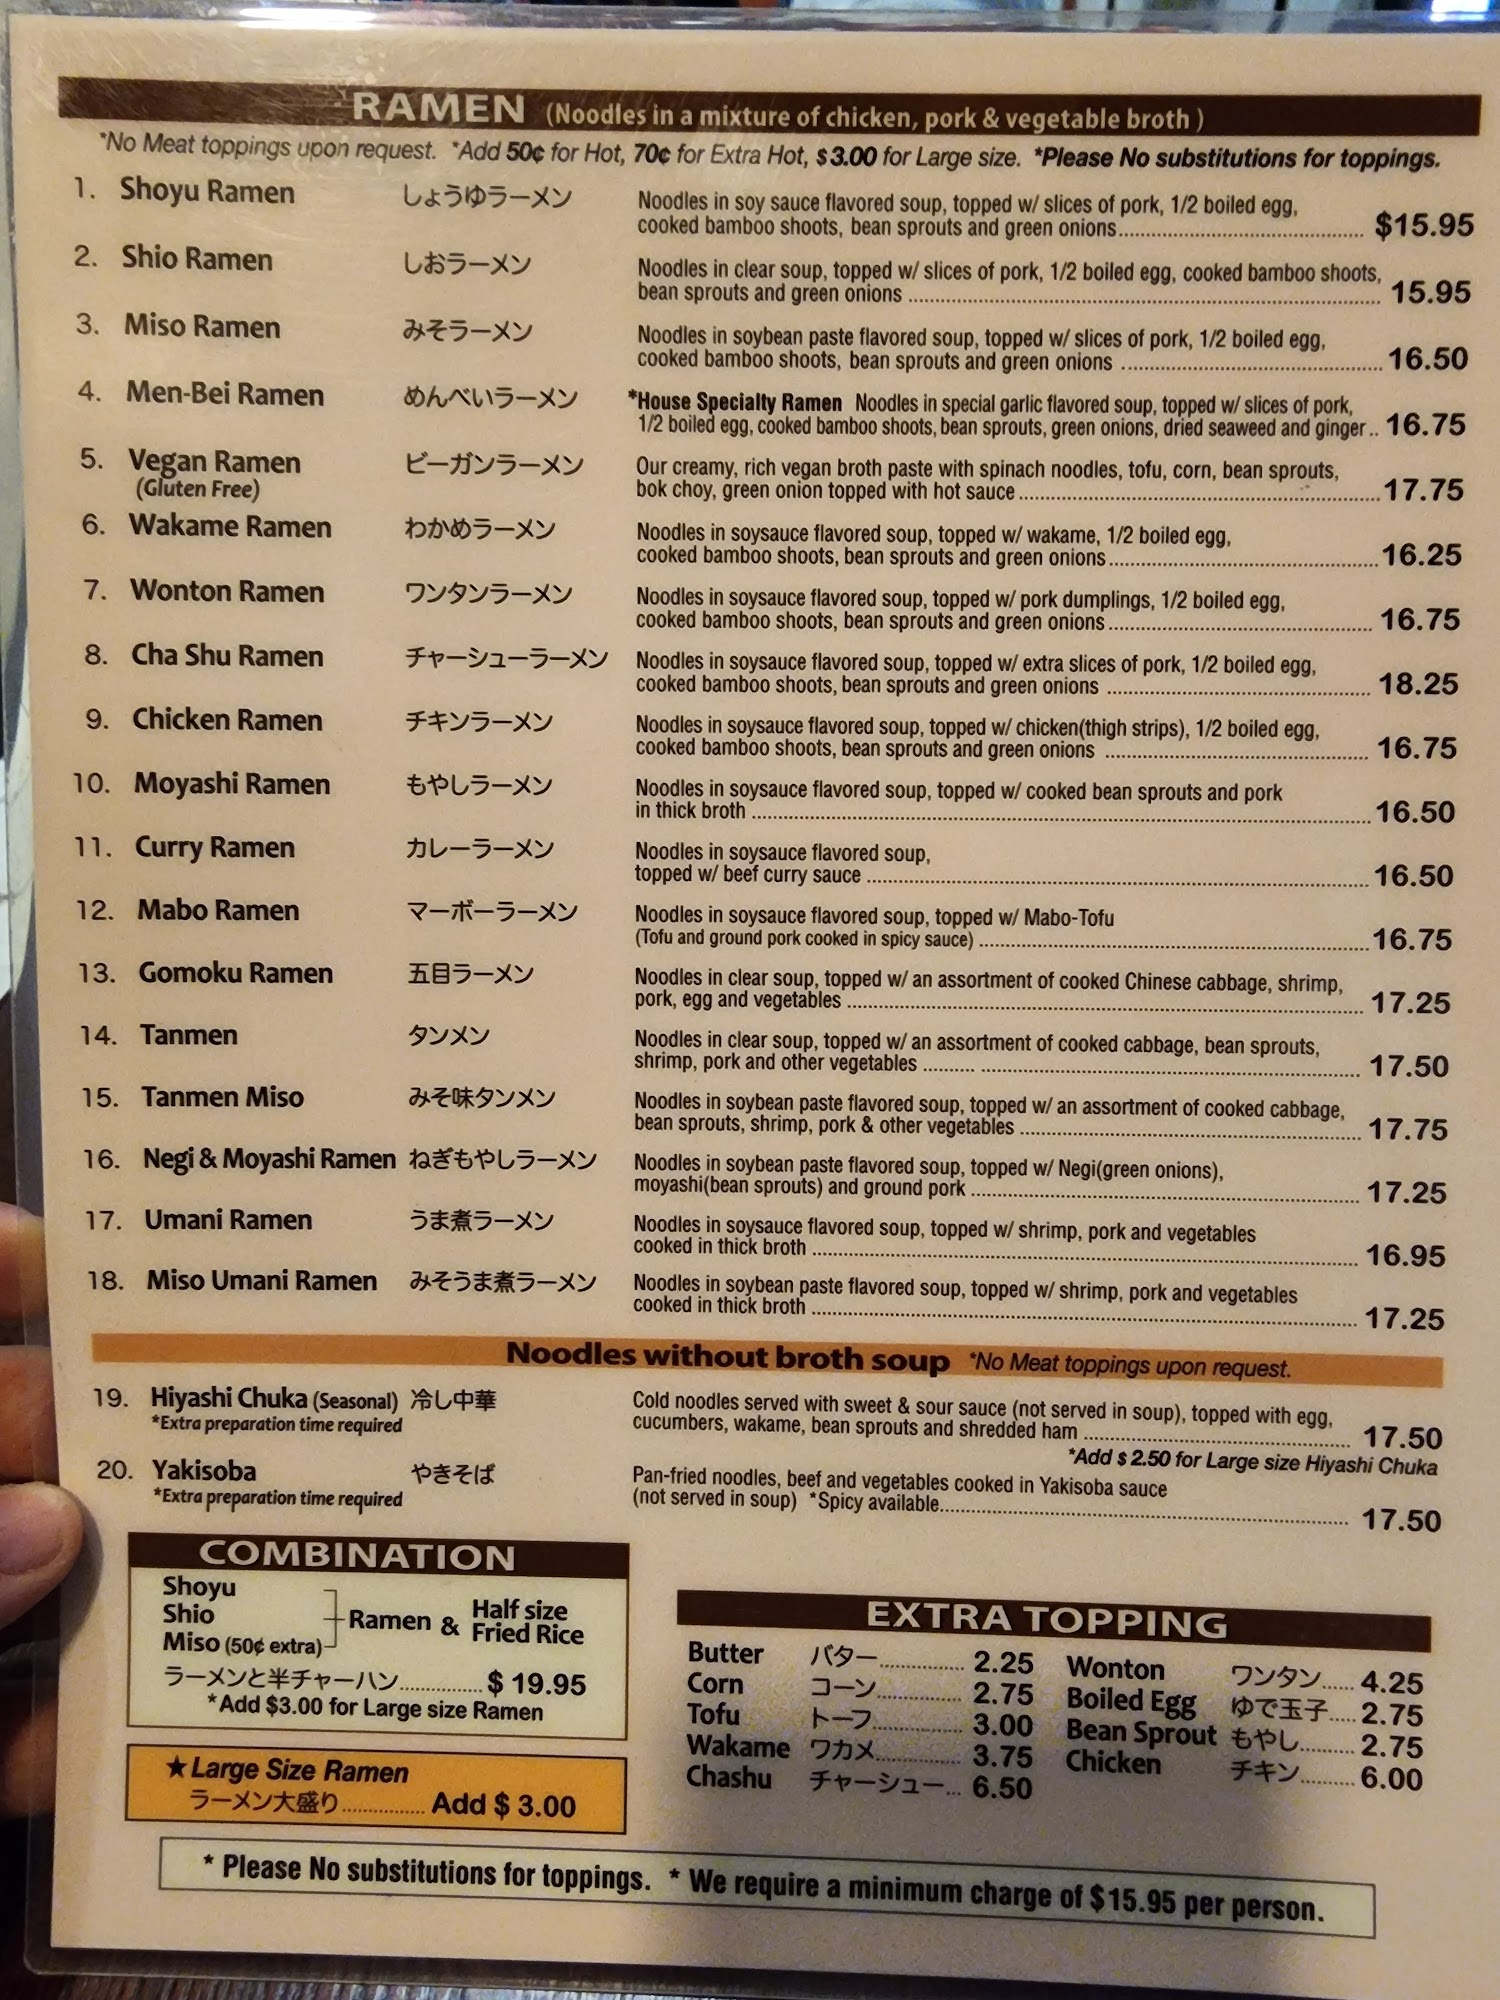 RAMEN (Noodles in a mixture of chicken, pork & vegetable broth )
*No Meat toppings upon request. *Add 50¢ for Hot, 70¢ for Extra Hot, $3.00 for Large size. *Please No substitutions for toppings.
1. Shoyu Ramen しょうゆラーメン Noodles in soy sauce flavored soup, topped w/ slices of pork, 1/2 boiled egg,
cooked bamboo shoots, bean sprouts and green onions $15.95
2. Shio Ramen しおラーメン Noodles in clear soup, topped w/ slices of pork, 1/2 boiled egg, cooked bamboo shoots,
bean sprouts and green onions 15.95
3. Miso Ramen みそラーメン Noodles in soybean paste flavored soup, topped w/ slices of pork, 1/2 boiled egg,
cooked bamboo shoots, bean sprouts and green onions 16.50
4. Men-Bei Ramen めんべいラーメン *House Specialty Ramen Noodles in special garlic flavored soup, topped w/ slices of pork,
1/2 boiled egg, cooked bamboo shoots, bean sprouts, green onions, dried seaweed and ginger .. 16.75
5. Vegan Ramen ビーガンラーメン Our creamy, rich vegan broth paste with spinach noodles, tofu, corn, bean sprouts,
(Gluten Free) bok choy, green onion topped with hot sauce 17.75
6. Wakame Ramen わかめラーメン Noodles in soysauce flavored soup, topped w/ wakame, 1/2 boiled egg,
cooked bamboo shoots, bean sprouts and green onions 16.25
7. Wonton Ramen ワンタンラーメン Noodles in soysauce flavored soup, topped w/ pork dumplings, 1/2 boiled egg,
cooked bamboo shoots, bean sprouts and green onions 16.75
8. Cha Shu Ramen チャーシューラーメン Noodles in soysauce flavored soup, topped w/ extra slices of pork, 1/2 boiled egg,
cooked bamboo shoots, bean sprouts and green onions 18.25
9. Chicken Ramen チキンラーメン Noodles in soysauce flavored soup, topped w/ chicken(thigh strips), 1/2 boiled egg,
cooked bamboo shoots, bean sprouts and green onions 16.75
10. Moyashi Ramen もやしラーメン Noodles in soysauce flavored soup, topped w/ cooked bean sprouts and pork
in thick broth 16.50
11. Curry Ramen カレーラーメン Noodles in soysauce flavored soup,
topped w/ beef curry sauce 16.50
12. Mabo Ramen マーボーラーメン Noodles in soysauce flavored soup, topped w/ Mabo-Tofu
(Tofu and ground pork cooked in spicy sauce) 16.75
13. Gomoku Ramen 五目ラーメン Noodles in clear soup, topped w/ an assortment of cooked Chinese cabbage, shrimp,
pork, egg and vegetables 17.25
14. Tanmen タンメン Noodles in clear soup, topped w/ an assortment of cooked cabbage, bean sprouts,
shrimp, pork and other vegetables 17.50
15. Tanmen Miso みそ味タンメン Noodles in soybean paste flavored soup, topped w/ an assortment of cooked cabbage,
bean sprouts, shrimp, pork & other vegetables 17.75
16. Negi & Moyashi Ramen ねぎもやしラーメン Noodles in soybean paste flavored soup, topped w/ Negi(green onions),
moyashi(bean sprouts) and ground pork 17.25
17. Umani Ramen うま煮ラーメン Noodles in soysauce flavored soup, topped w/ shrimp, pork and vegetables
cooked in thick broth 16.95
18. Miso Umani Ramen みそうま煮ラーメン Noodles in soybean paste flavored soup, topped w/ shrimp, pork and vegetables
cooked in thick broth 17.25
Noodles without broth soup *No Meat toppings upon request.
19. Hiyashi Chuka (Seasonal) 冷し中華 Cold noodles served with sweet & sour sauce (not served in soup), topped with egg,
*Extra preparation time required cucumbers, wakame, bean sprouts and shredded ham 17.50
*Add $2.50 for Large size Hiyashi Chuka
20. Yakisoba やきそば Pan-fried noodles, beef and vegetables cooked in Yakisoba sauce
*Extra preparation time required (not served in soup) *Spicy available 17.50
COMBINATION
Shoyu
Shio
Miso (50¢ extra)
Ramen & Half size Fried Rice
ラーメンと半チャーハン $ 19.95
*Add $3.00 for Large size Ramen
★Large Size Ramen
ラーメン大盛り Add $ 3.00
EXTRA TOPPING
Butter バター 2.25
Corn コーン 2.75
Tofu トーフ 3.00
Wakame ワカメ 3.75
Chashu チャーシュー 6.50
Wonton ワンタン 4.25
Boiled Egg ゆで玉子 2.75
Bean Sprout もやし 2.75
Chicken チキン 6.00
* Please No substitutions for toppings. * We require a minimum charge of $15.95 per person.